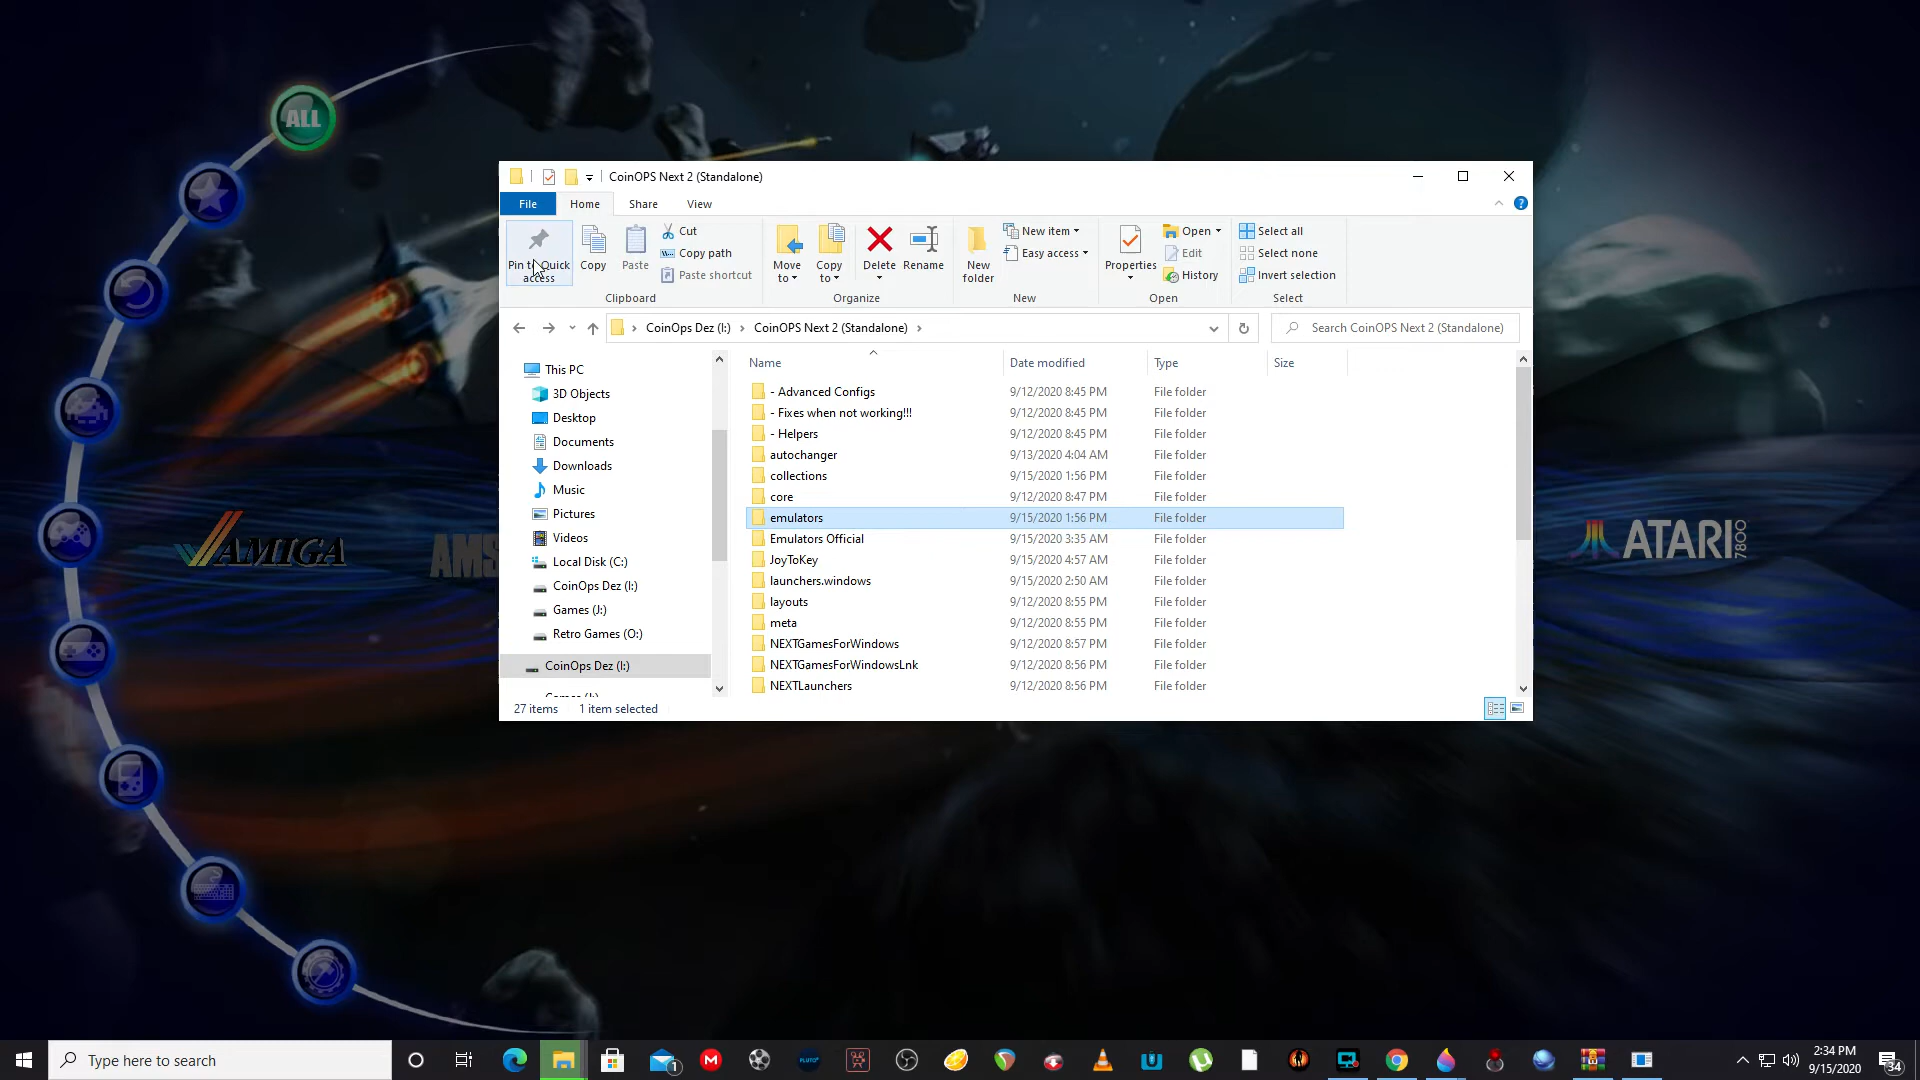 ALL
CoinOPS Next 2 (Standalone)
File
Home
Share
View
Pin to Quick
access
Copy
Paste
Cut
Copy path
Paste shortcut
Clipboard
Move
to
Copy
to
Delete
Rename
Organize
New
folder
New item
Easy access
New
Properties
Open
Edit
History
Open
Select all
Select none
Invert selection
Select
CoinOps Dez (I:)
CoinOPS Next 2 (Standalone)
Search CoinOPS Next 2 (Standalone)
This PC
3D Objects
Desktop
Documents
Downloads
Music
Pictures
Videos
Local Disk (C:)
CoinOps Dez (I:)
Games (J:)
Retro Games (O:)
CoinOps Dez (I:)
Name Date modified Type Size
- Advanced Configs 9/12/2020 8:45 PM File folder
- Fixes when not working!!! 9/12/2020 8:45 PM File folder
- Helpers 9/12/2020 8:45 PM File folder
autochanger 9/13/2020 4:04 AM File folder
collections 9/15/2020 1:56 PM File folder
core 9/12/2020 8:47 PM File folder
emulators 9/15/2020 1:56 PM File folder
Emulators Official 9/15/2020 3:35 AM File folder
JoyToKey 9/15/2020 4:57 AM File folder
launchers.windows 9/15/2020 2:50 AM File folder
layouts 9/12/2020 8:55 PM File folder
meta 9/12/2020 8:55 PM File folder
NEXTGamesForWindows 9/12/2020 8:57 PM File folder
NEXTGamesForWindowsLnk 9/12/2020 8:56 PM File folder
NEXTLaunchers 9/12/2020 8:56 PM File folder
27 items 1 item selected
AMIGA
AMS
ATARI 7800
Type here to search
1
2:34 PM
9/15/2020
34